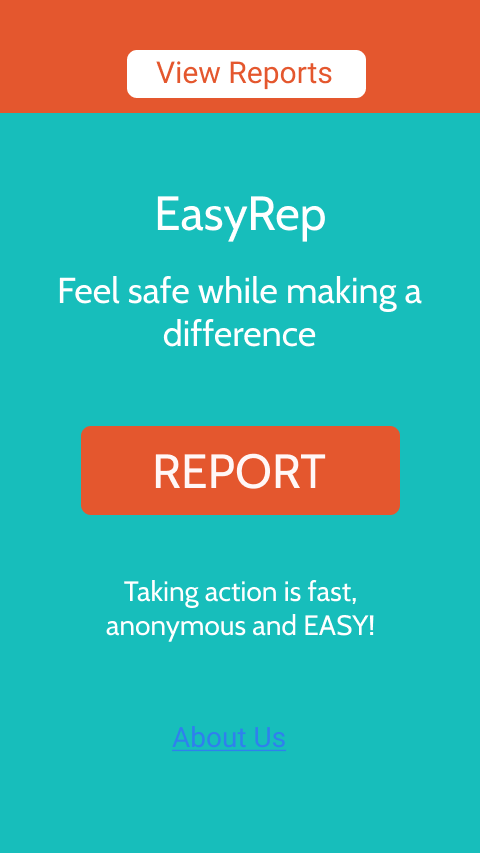 View Reports
EasyRep
Feel safe while making a
difference
REPORT
Taking action is fast,
anonymous and EASY!
About Us